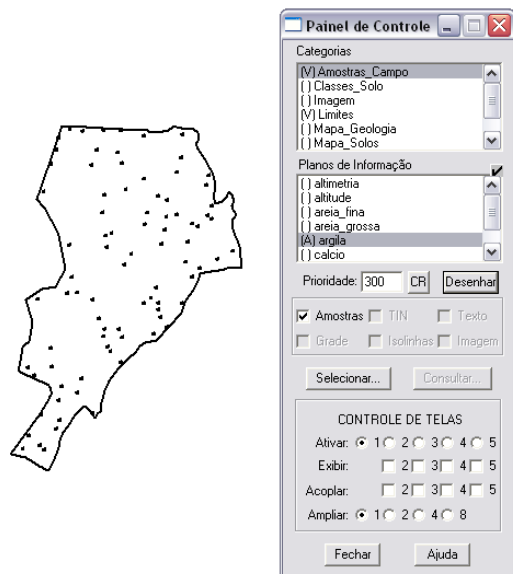 Painel de Controle
Categorias
(V) Amostras_Campo
( ) Classes_Solo
( ) Imagem
(V) Limites
( ) Mapa_Geologia
( ) Mapa_Solos
Planos de Informação
( ) altimetria
( ) altitude
( ) areia_fina
( ) areia_grossa
(A) argila
( ) calcio
Prioridade: 300 CR Desenhar
Amostras TIN Texto
Grade Isolinhas Imagem
Selecionar... Consultar...
CONTROLE DE TELAS
Ativar: 1 2 3 4 5
Exibir: 2 3 4 5
Acoplar: 2 3 4 5
Ampliar: 1 2 4 8
Fechar Ajuda